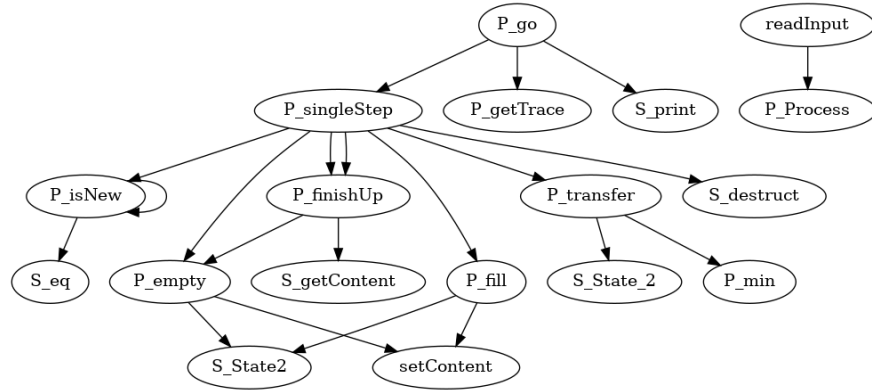 P_go
readInput
P_singleStep
P_getTrace
S_print
P_Process
P_isNew
P_finishUp
P_transfer
S_destruct
S_eq
P_empty
S_getContent
P_fill
S_State_2
P_min
S_State2
setContent